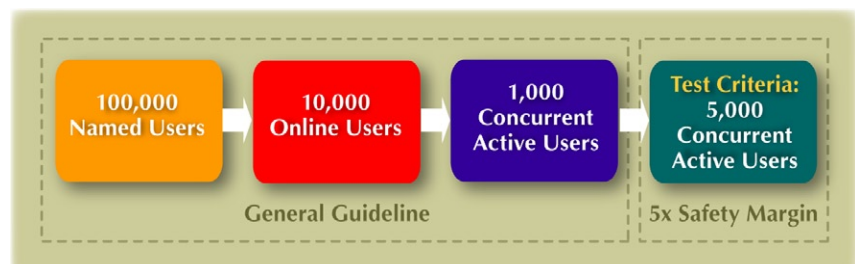 100,000
Named Users
10,000
Online Users
1,000
Concurrent
Active Users
Test Criteria:
5,000
Concurrent
Active Users
General Guideline
5x Safety Margin